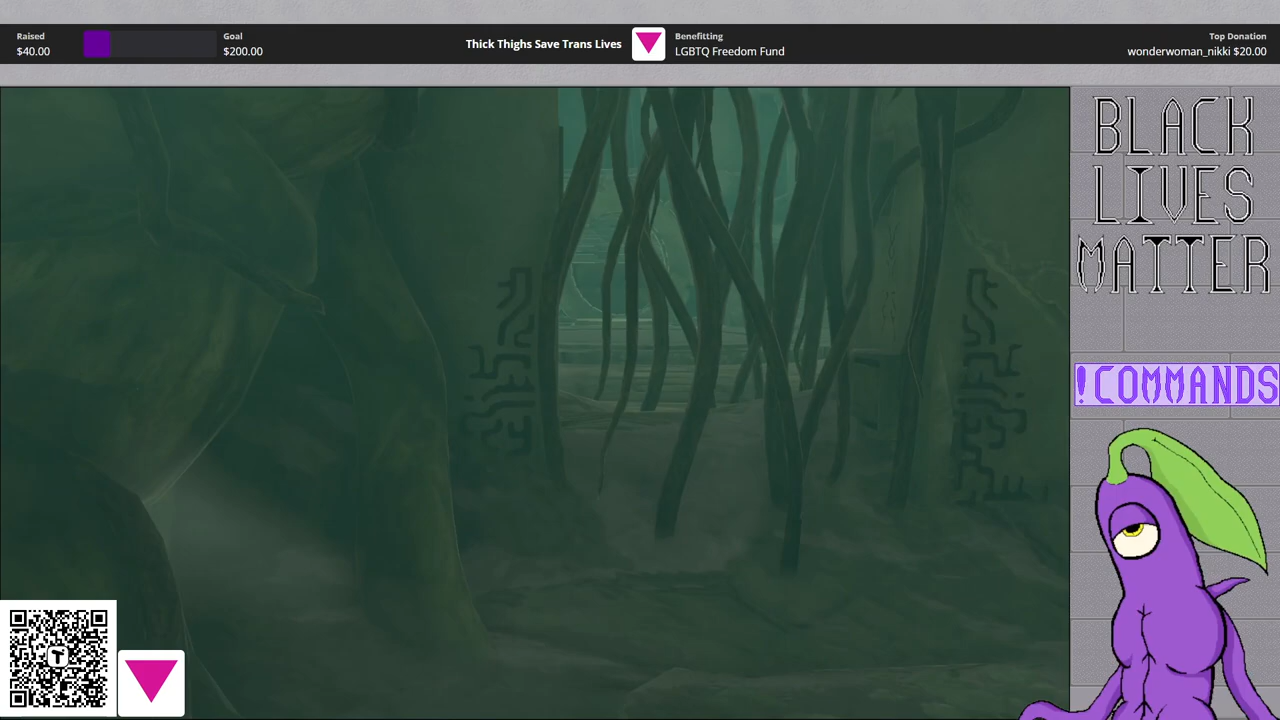 Raised
$40.00
Goal
$200.00
Thick Thighs Save Trans Lives
Benefitting
LGBTQ Freedom Fund
Top Donation
wonderwoman_nikki $20.00
BLACK
LIVES
MATTER
!COMMANDS
T